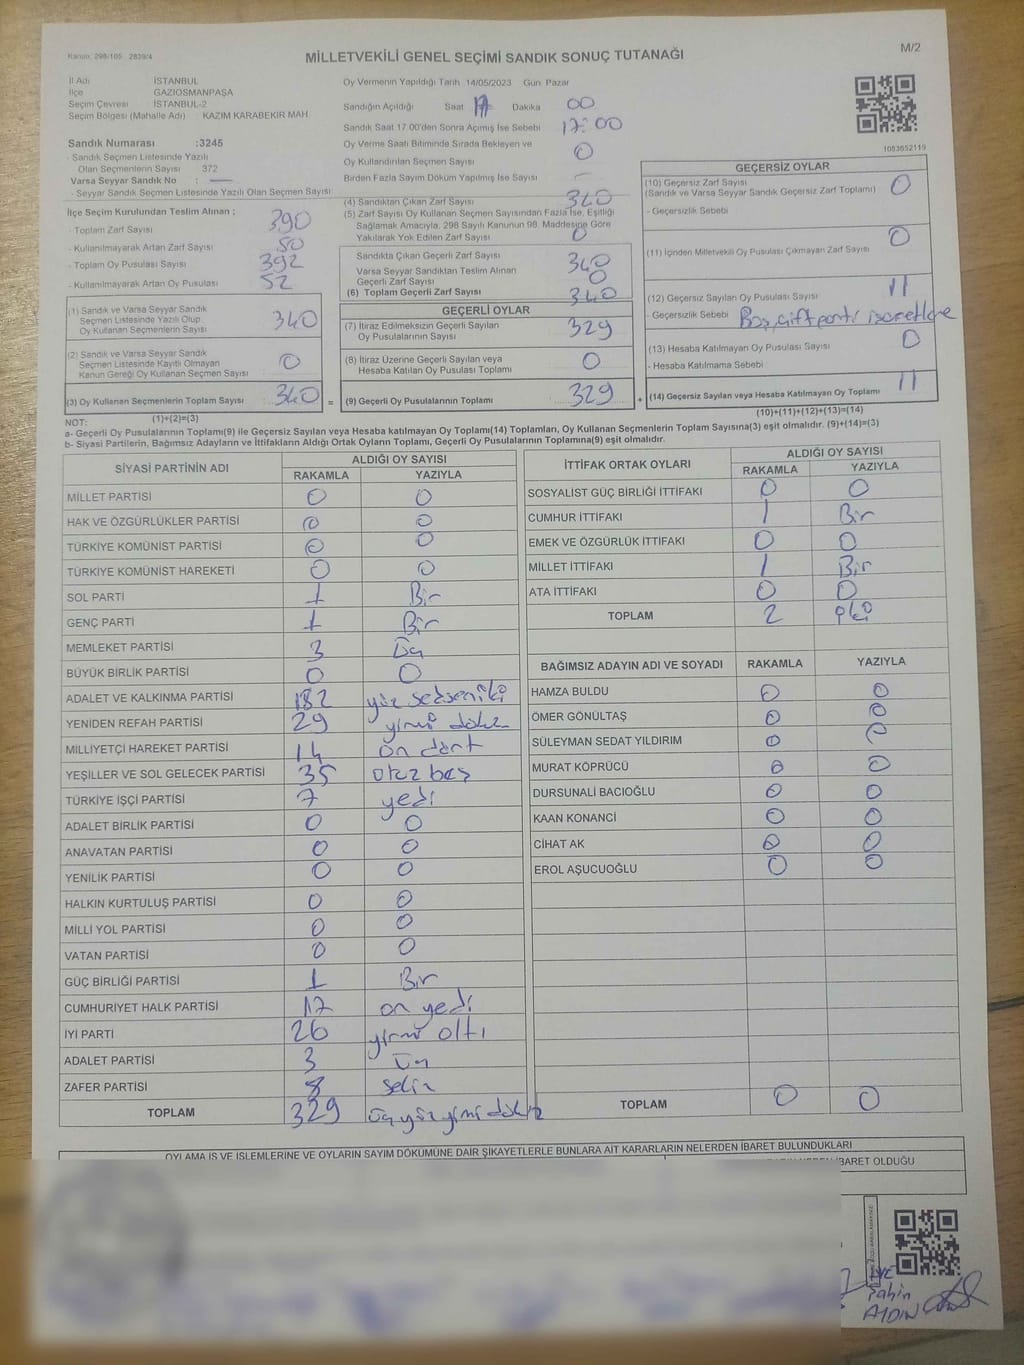 Kanun: 298/105 2839/4
MİLLETVEKİLİ GENEL SEÇİMİ SANDIK SONUÇ TUTANAĞI
M/2
İl Adı İSTANBUL
İlçe GAZİOSMANPAŞA
Seçim Çevresi İSTANBUL-2
Seçim Bölgesi (Mahalle Adı) KAZIM KARABEKİR MAH
Oy Vermenin Yapıldığı Tarih 14/05/2023 Gün Pazar
Sandığın Açıldığı Saat 17 Dakika 00
Sandık Saat 17.00'den Sonra Açılmış İse Sebebi 17:00
Oy Verme Saati Bitiminde Sırada Bekleyen ve
Oy Kullandırılan Seçmen Sayısı 0
Birden Fazla Sayım Döküm Yapılmış İse Sayısı —
1083652119
Sandık Numarası :3245
- Sandık Seçmen Listesinde Yazılı
Olan Seçmenlerin Sayısı 372
Varsa Seyyar Sandık No : —
- Seyyar Sandık Seçmen Listesinde Yazılı Olan Seçmen Sayısı:
İlçe Seçim Kurulundan Teslim Alınan ;
- Toplam Zarf Sayısı 390
- Kullanılmayarak Artan Zarf Sayısı 50
- Toplam Oy Pusulası Sayısı 392
- Kullanılmayarak Artan Oy Pusulası 52
(1) Sandık ve Varsa Seyyar Sandık
Seçmen Listesinde Yazılı Olup
Oy Kullanan Seçmenlerin Sayısı 340
(2) Sandık ve Varsa Seyyar Sandık
Seçmen Listesinde Kayıtlı Olmayan
Kanun Gereği Oy Kullanan Seçmen Sayısı 0
(3) Oy Kullanan Seçmenlerin Toplam Sayısı 340 =
(1)+(2)=(3)
(4) Sandıktan Çıkan Zarf Sayısı 340
(5) Zarf Sayısı Oy Kullanan Seçmen Sayısından Fazla İse, Eşitliği
Sağlamak Amacıyla, 298 Sayılı Kanunun 98. Maddesine Göre
Yakılarak Yok Edilen Zarf Sayısı 0
Sandıkta Çıkan Geçerli Zarf Sayısı 340
Varsa Seyyar Sandıktan Teslim Alınan
Geçerli Zarf Sayısı 0
(6) Toplam Geçerli Zarf Sayısı 340
GEÇERLİ OYLAR
(7) İtiraz Edilmeksizin Geçerli Sayılan
Oy Pusulalarının Sayısı 329
(8) İtiraz Üzerine Geçerli Sayılan veya
Hesaba Katılan Oy Pusulası Toplamı 0
(9) Geçerli Oy Pusulalarının Toplamı 329 +
GEÇERSİZ OYLAR
(10) Geçersiz Zarf Sayısı
(Sandık ve Varsa Seyyar Sandık Geçersiz Zarf Toplamı) 0
- Geçersizlik Sebebi
(11) İçinden Milletvekili Oy Pusulası Çıkmayan Zarf Sayısı 0
(12) Geçersiz Sayılan Oy Pusulası Sayısı 11
- Geçersizlik Sebebi Boş, çift parti işaretleme
(13) Hesaba Katılmayan Oy Pusulası Sayısı 0
- Hesaba Katılmama Sebebi
(14) Geçersiz Sayılan veya Hesaba Katılmayan Oy Toplamı 11
(10)+(11)+(12)+(13)=(14)
NOT:
a- Geçerli Oy Pusulalarının Toplamı(9) ile Geçersiz Sayılan veya Hesaba katılmayan Oy Toplamı(14) Toplamları, Oy Kullanan Seçmenlerin Toplam Sayısına(3) eşit olmalıdır. (9)+(14)=(3)
b- Siyasi Partilerin, Bağımsız Adayların ve İttifakların Aldığı Ortak Oyların Toplamı, Geçerli Oy Pusulalarının Toplamına(9) eşit olmalıdır.
SİYASİ PARTİNİN ADI ALDIĞI OY SAYISI
RAKAMLA YAZIYLA
MİLLET PARTİSİ 0 0
HAK VE ÖZGÜRLÜKLER PARTİSİ 0 0
TÜRKİYE KOMÜNİST PARTİSİ 0 0
TÜRKİYE KOMÜNİST HAREKETİ 0 0
SOL PARTİ 1 Bir
GENÇ PARTİ 1 Bir
MEMLEKET PARTİSİ 3 Üç
BÜYÜK BİRLİK PARTİSİ 0 0
ADALET VE KALKINMA PARTİSİ 182 yüz seksen iki
YENİDEN REFAH PARTİSİ 29 yirmi dokuz
MİLLİYETÇİ HAREKET PARTİSİ 14 on dört
YEŞİLLER VE SOL GELECEK PARTİSİ 35 otuz beş
TÜRKİYE İŞÇİ PARTİSİ 7 yedi
ADALET BİRLİK PARTİSİ 0 0
ANAVATAN PARTİSİ 0 0
YENİLİK PARTİSİ 0 0
HALKIN KURTULUŞ PARTİSİ 0 0
MİLLİ YOL PARTİSİ 0 0
VATAN PARTİSİ 0 0
GÜÇ BİRLİĞİ PARTİSİ 1 Bir
CUMHURİYET HALK PARTİSİ 17 on yedi
İYİ PARTİ 26 yirmi altı
ADALET PARTİSİ 3 üç
ZAFER PARTİSİ 8 sekiz
TOPLAM 329 üç yüz yirmi dokuz
İTTİFAK ORTAK OYLARI ALDIĞI OY SAYISI
RAKAMLA YAZIYLA
SOSYALİST GÜÇ BİRLİĞİ İTTİFAKI 0 0
CUMHUR İTTİFAKI 1 Bir
EMEK VE ÖZGÜRLÜK İTTİFAKI 0 0
MİLLET İTTİFAKI 1 Bir
ATA İTTİFAKI 0 0
TOPLAM 2 iki
BAĞIMSIZ ADAYIN ADI VE SOYADI RAKAMLA YAZIYLA
HAMZA BULDU 0 0
ÖMER GÖNÜLTAŞ 0 0
SÜLEYMAN SEDAT YILDIRIM 0 0
MURAT KÖPRÜCÜ 0 0
DURSUNALİ BACIOĞLU 0 0
KAAN KONANCİ 0 0
CİHAT AK 0 0
EROL AŞUCUOĞLU 0 0
TOPLAM 0 0
OYLAMA İŞ VE İŞLEMLERİNE VE OYLARIN SAYIM DÖKÜMÜNE DAİR ŞİKAYETLERLE BUNLARA AİT KARARLARIN NELERDEN İBARET BULUNDUKLARI
İBARET OLDUĞU
ÜYE
Şahin
AYDIN